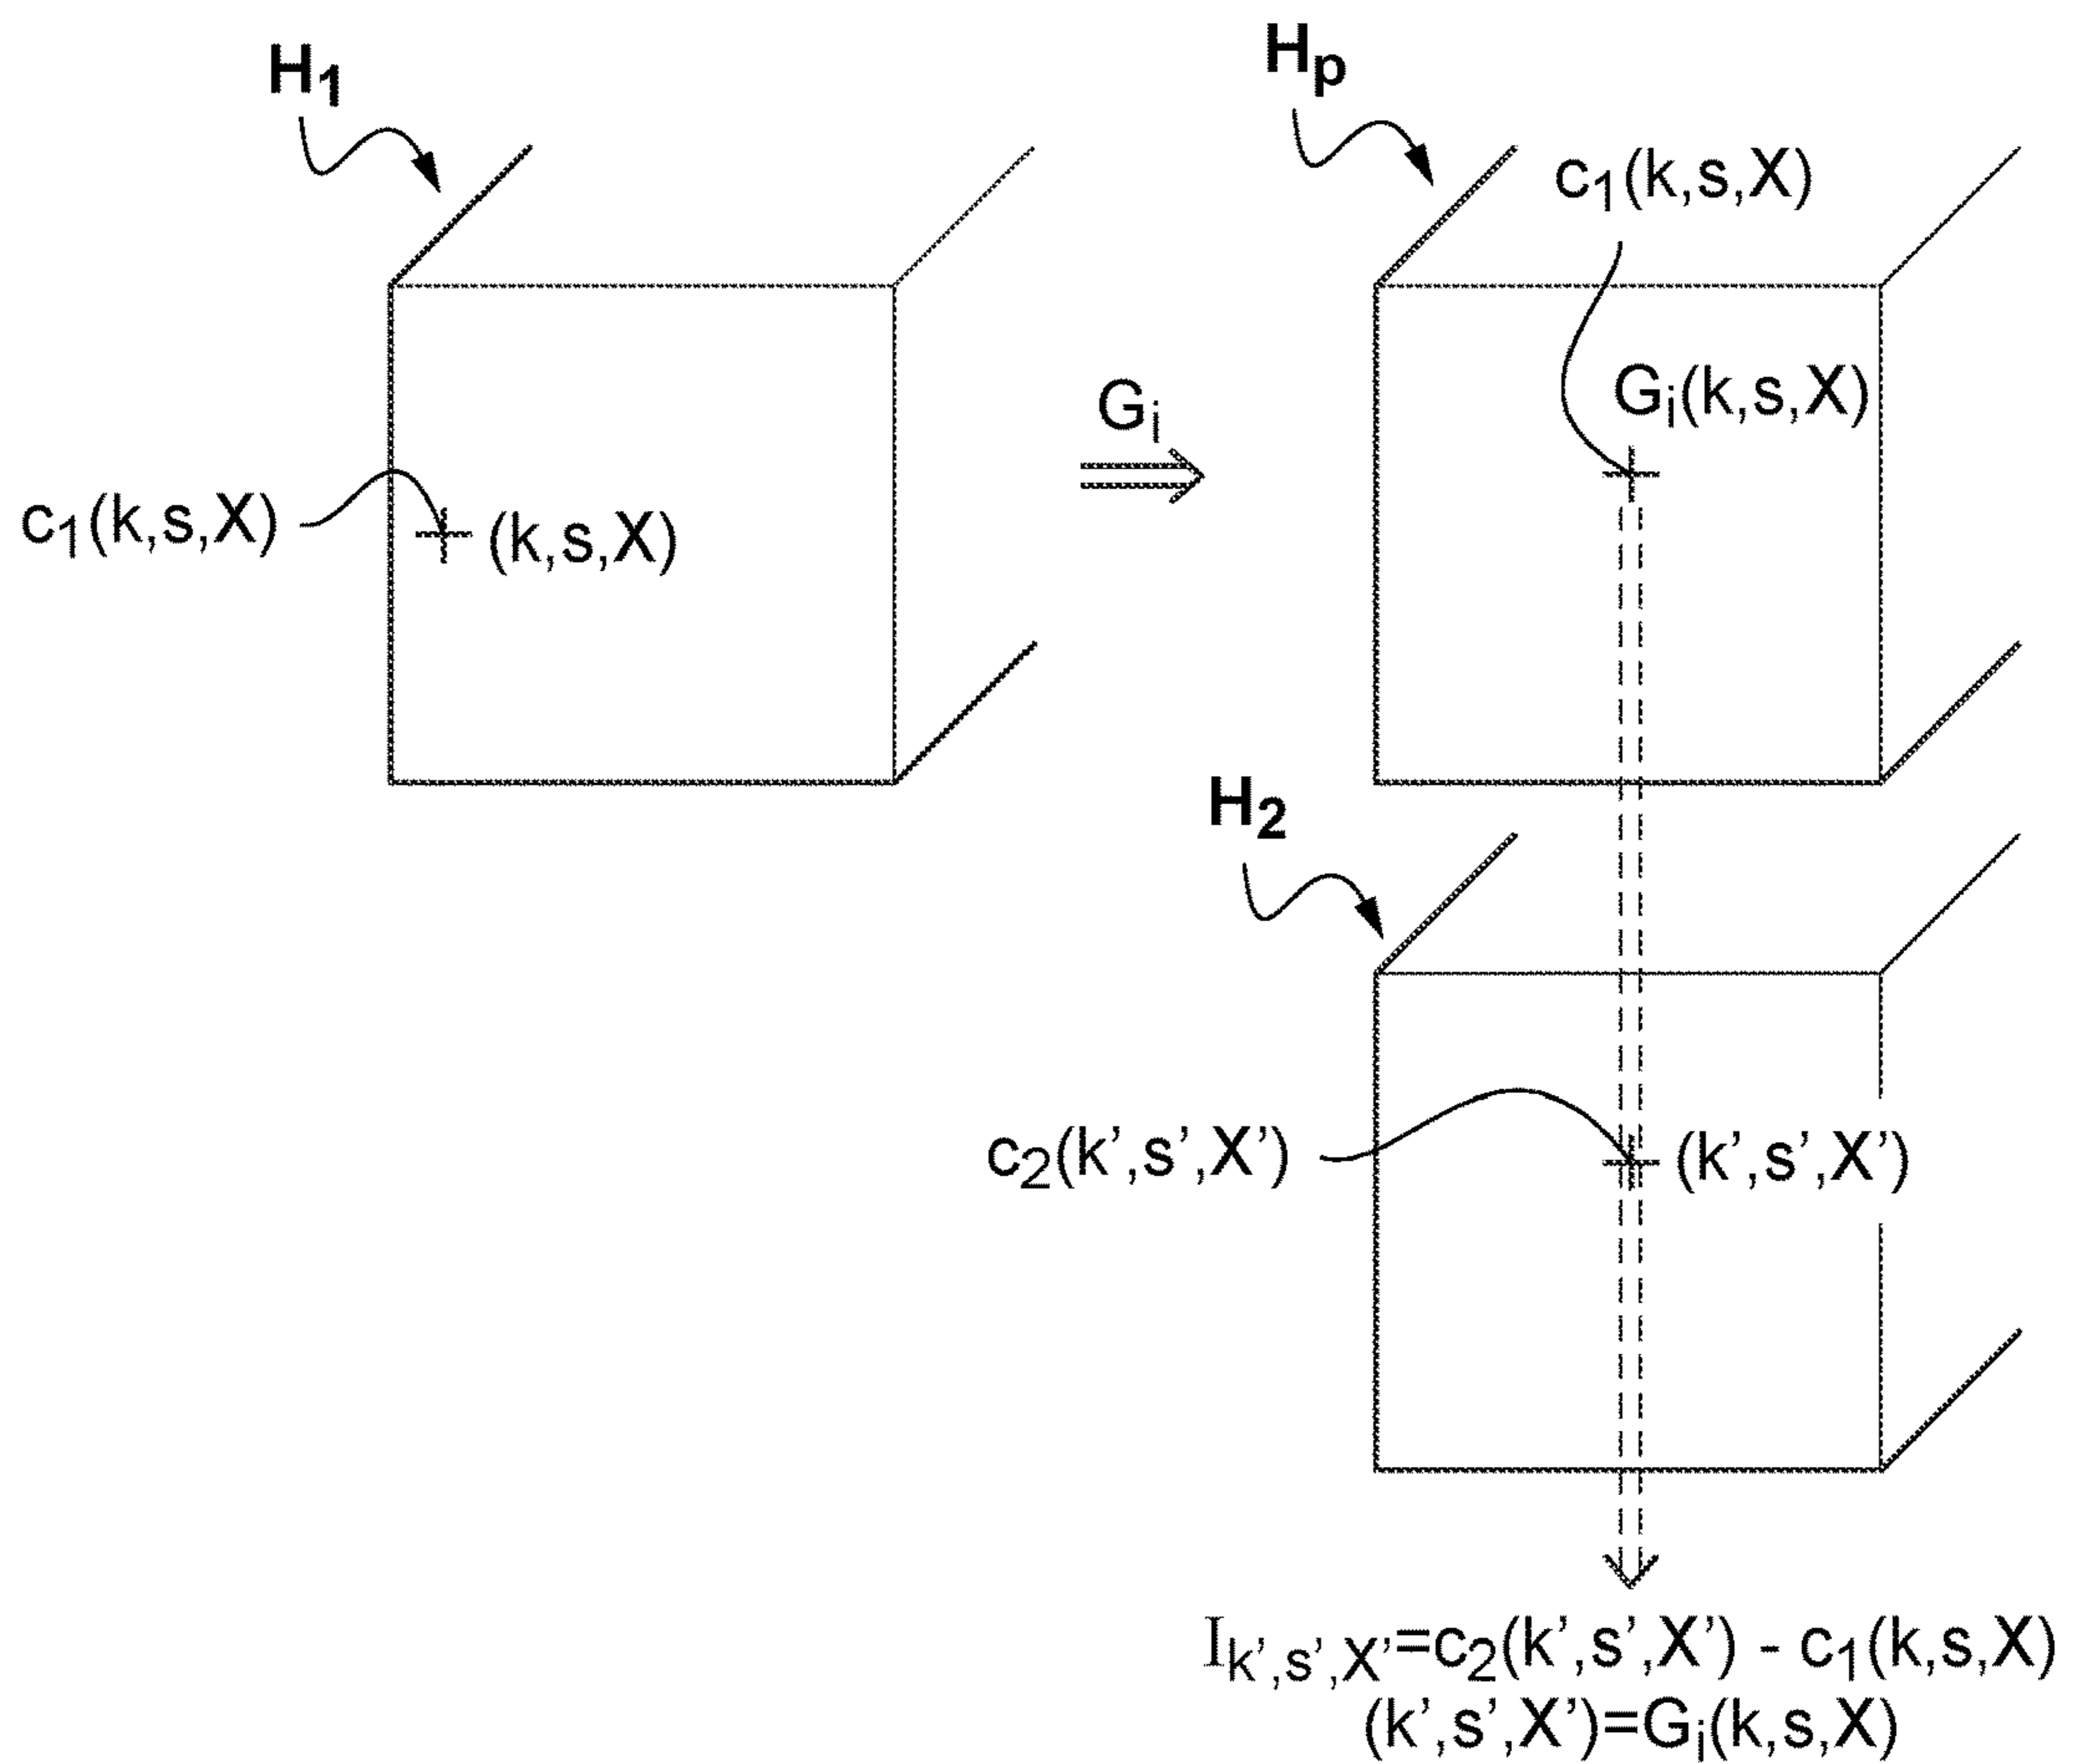 H₁
Hₚ
c₁(k,s,X)
Gᵢ
Gᵢ(k,s,X)
c₁(k,s,X)
(k,s,X)
H₂
c₂(k’,s’,X’)
(k’,s’,X’)
Iₖ’,ₛ’,X’=c₂(k’,s’,X’) - c₁(k,s,X)
(k’,s’,X’)=Gᵢ(k,s,X)